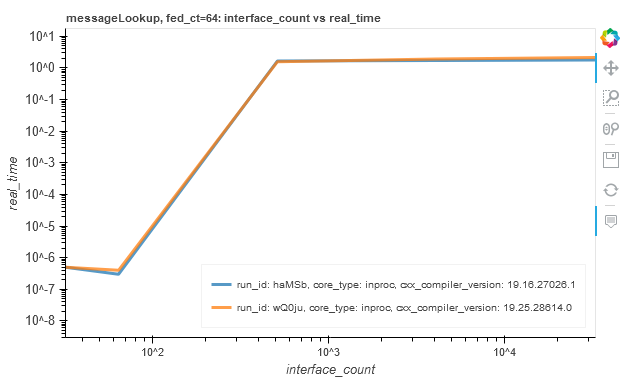 messageLookup, fed_ct=64: interface_count vs real_time
10^1
10^0
10^-1
10^-2
10^-3
10^-4
10^-5
10^-6
10^-7
10^-8
real_time
run_id: haMSb, core_type: inproc, cxx_compiler_version: 19.16.27026.1
run_id: wQ0ju, core_type: inproc, cxx_compiler_version: 19.25.28614.0
10^2
10^3
10^4
interface_count